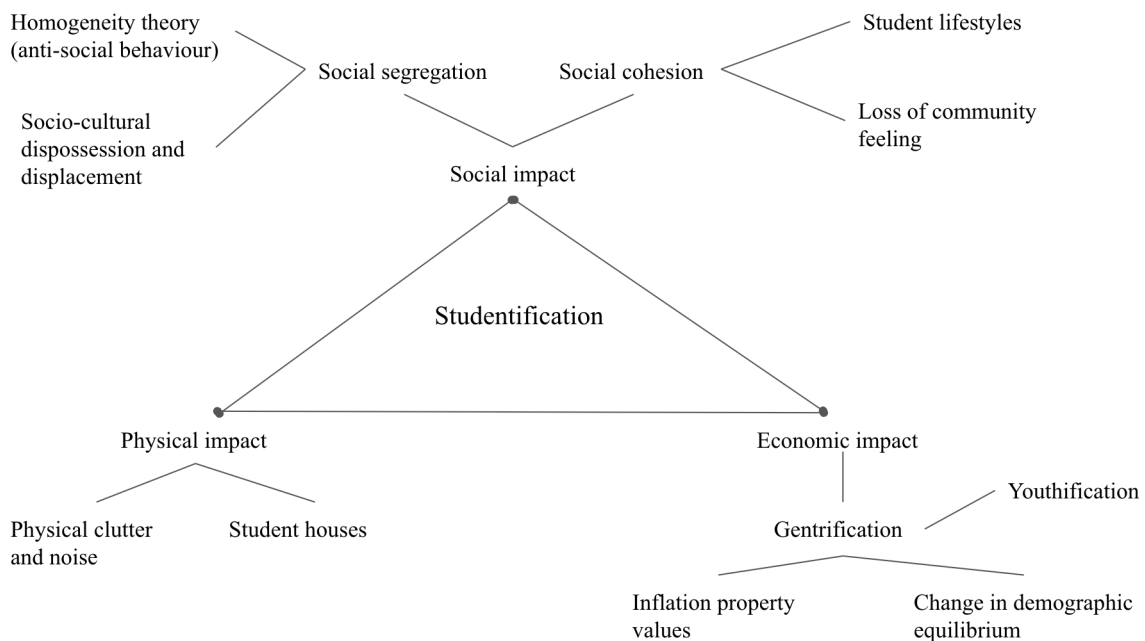 Homogeneity theory
(anti-social behaviour)
Student lifestyles
Social segregation
Social cohesion
Socio-cultural
dispossession and
displacement
Loss of community
feeling
Social impact
Studentification
Physical impact
Economic impact
Youthification
Physical clutter
and noise
Student houses
Gentrification
Inflation property
values
Change in demographic
equilibrium